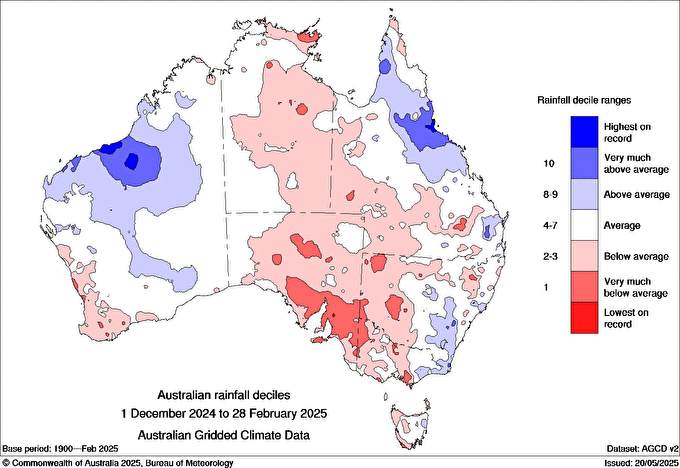 Rainfall decile ranges
Highest on
record
10
Very much
above average
8-9
Above average
4-7
Average
2-3
Below average
1
Very much
below average
Lowest on
record
Australian rainfall deciles
1 December 2024 to 28 February 2025
Australian Gridded Climate Data
Base period: 1900—Feb 2025
Dataset: AGCD v2
© Commonwealth of Australia 2025, Bureau of Meteorology
Issued: 20/05/2025